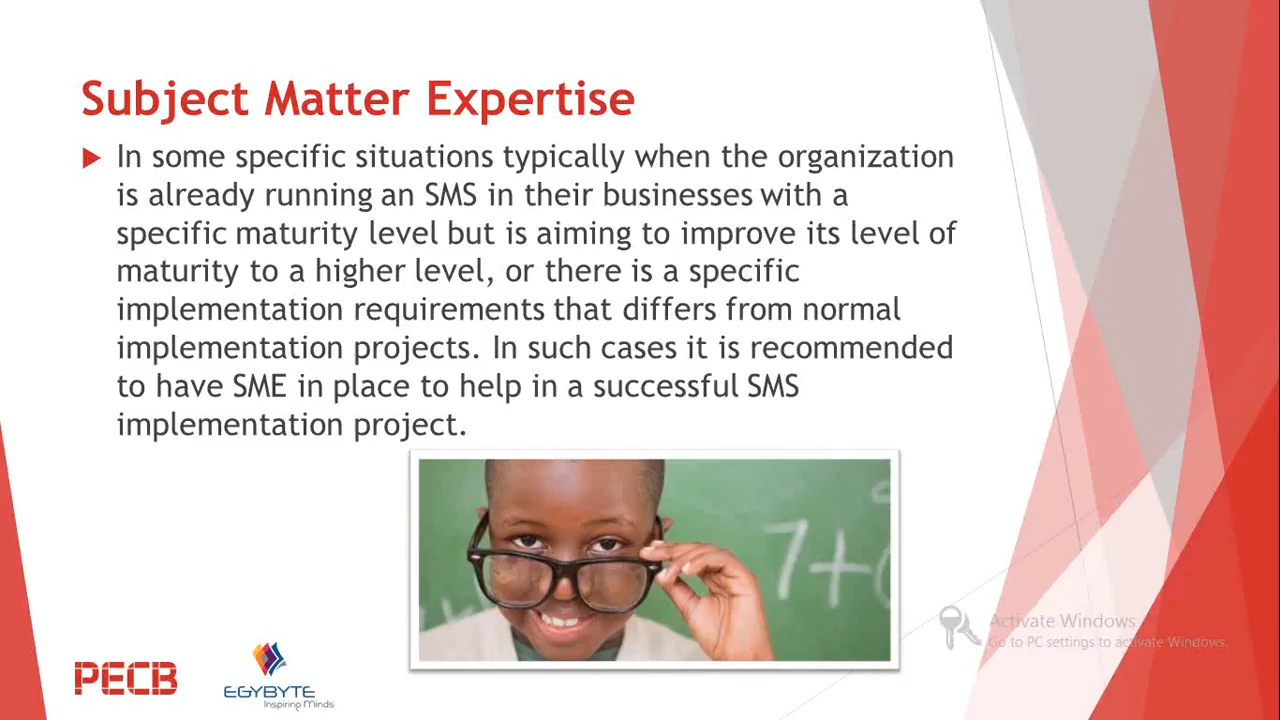 Subject Matter Expertise
In some specific situations typically when the organization
is already running an SMS in their businesses with a
specific maturity level but is aiming to improve its level of
maturity to a higher level, or there is a specific
implementation requirements that differs from normal
implementation projects. In such cases it is recommended
to have SME in place to help in a successful SMS
implementation project.
7+
Activate Windows
Go to PC settings to activate Windows.
PECB
EGYBYTE
Inspiring Minds